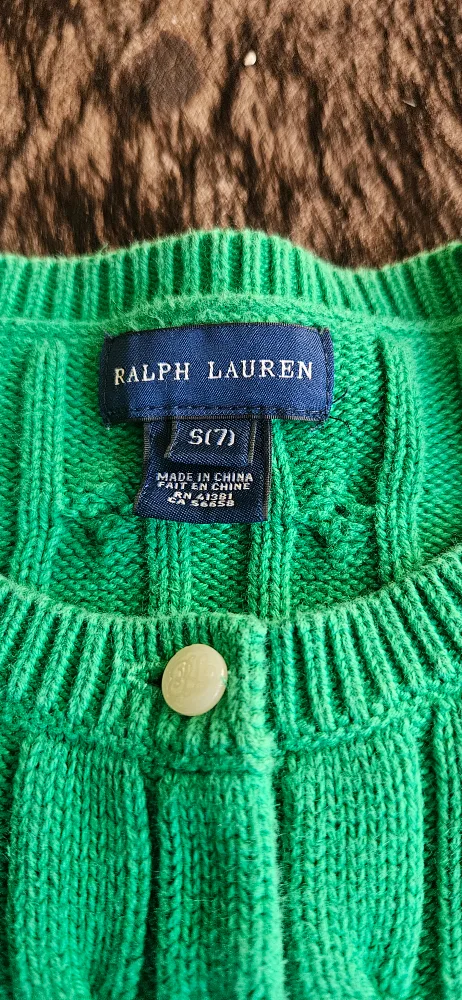 RALPH LAUREN
S(7)
MADE IN CHINA
FAIT EN CHINE
RN 41381
CA 56658